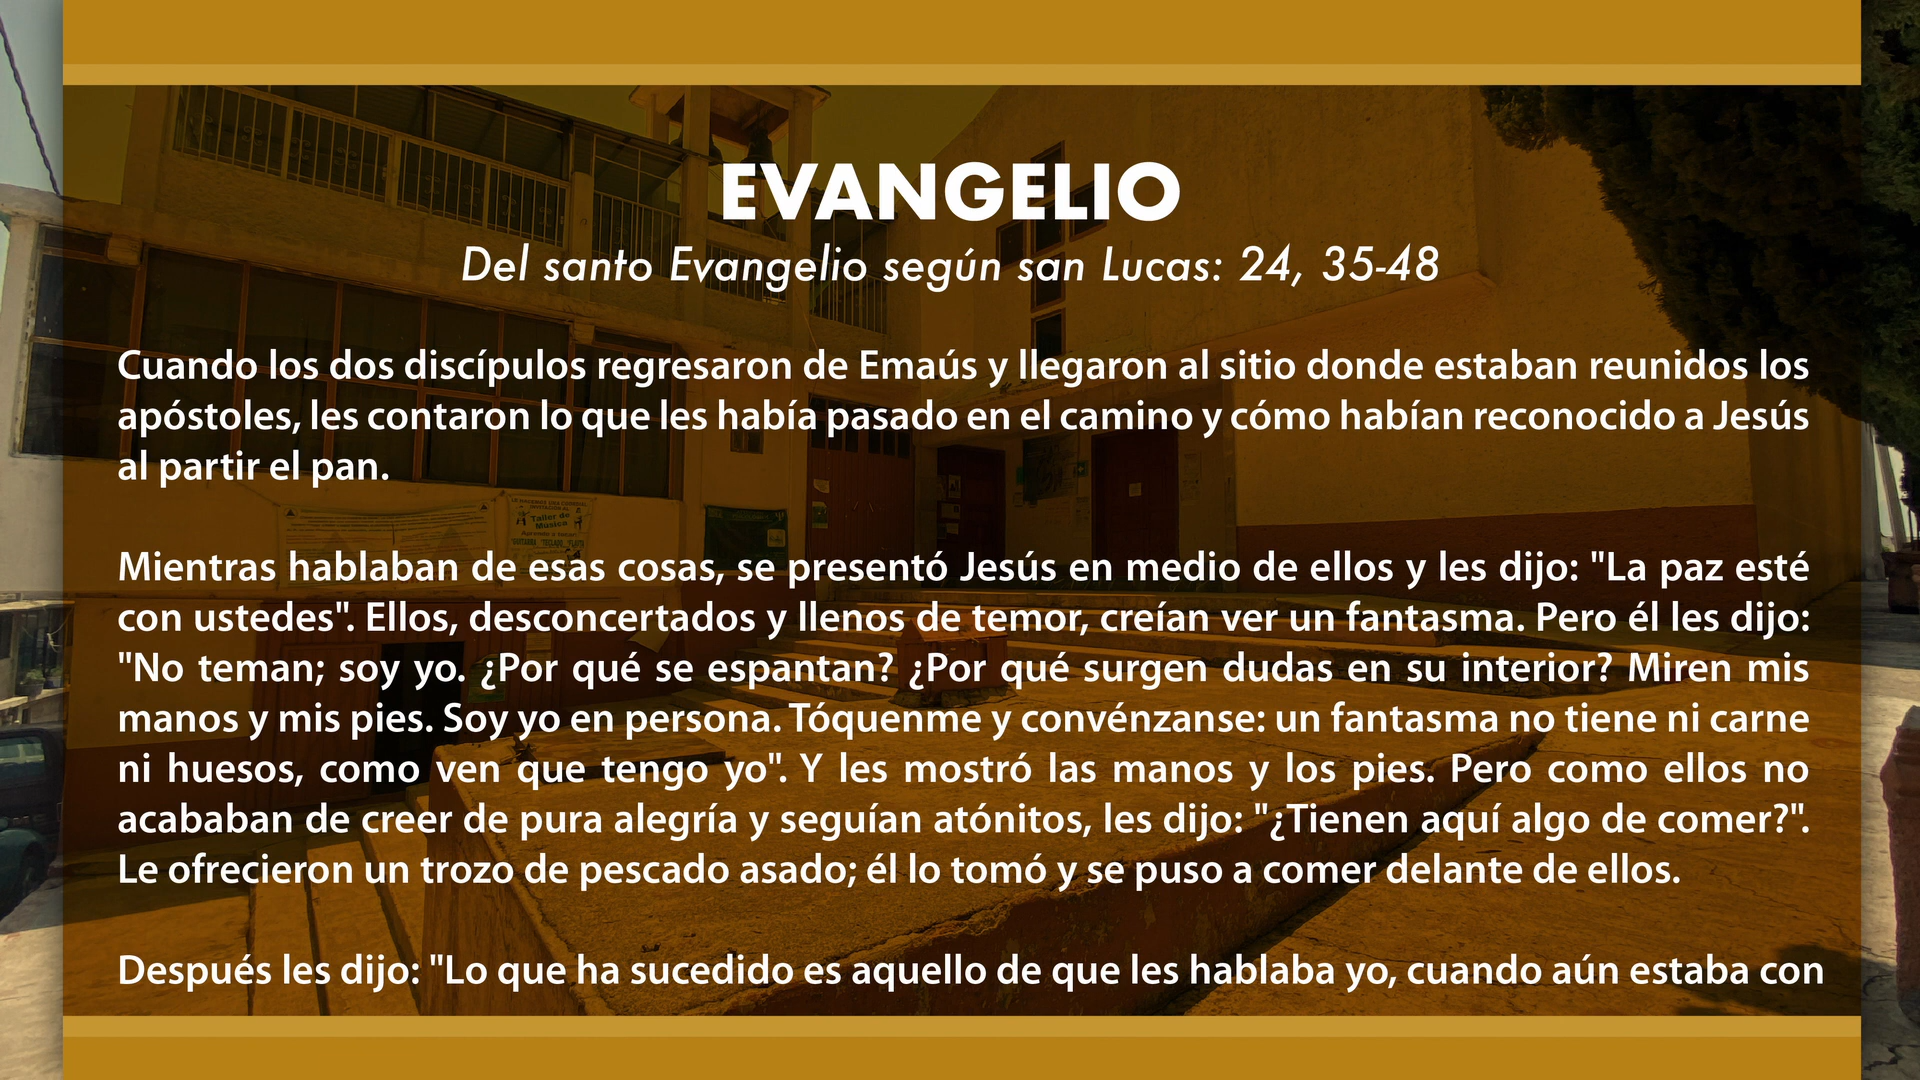 EVANGELIO
Del santo Evangelio según san Lucas: 24, 35-48
Cuando los dos discípulos regresaron de Emaús y llegaron al sitio donde estaban reunidos los
apóstoles, les contaron lo que les había pasado en el camino y cómo habían reconocido a Jesús
al partir el pan.
Mientras hablaban de esas cosas, se presentó Jesús en medio de ellos y les dijo: "La paz esté
con ustedes". Ellos, desconcertados y llenos de temor, creían ver un fantasma. Pero él les dijo:
"No teman; soy yo. ¿Por qué se espantan? ¿Por qué surgen dudas en su interior? Miren mis
manos y mis pies. Soy yo en persona. Tóquenme y convénzanse: un fantasma no tiene ni carne
ni huesos, como ven que tengo yo". Y les mostró las manos y los pies. Pero como ellos no
acababan de creer de pura alegría y seguían atónitos, les dijo: "¿Tienen aquí algo de comer?".
Le ofrecieron un trozo de pescado asado; él lo tomó y se puso a comer delante de ellos.
Después les dijo: "Lo que ha sucedido es aquello de que les hablaba yo, cuando aún estaba con
Taller de
Música